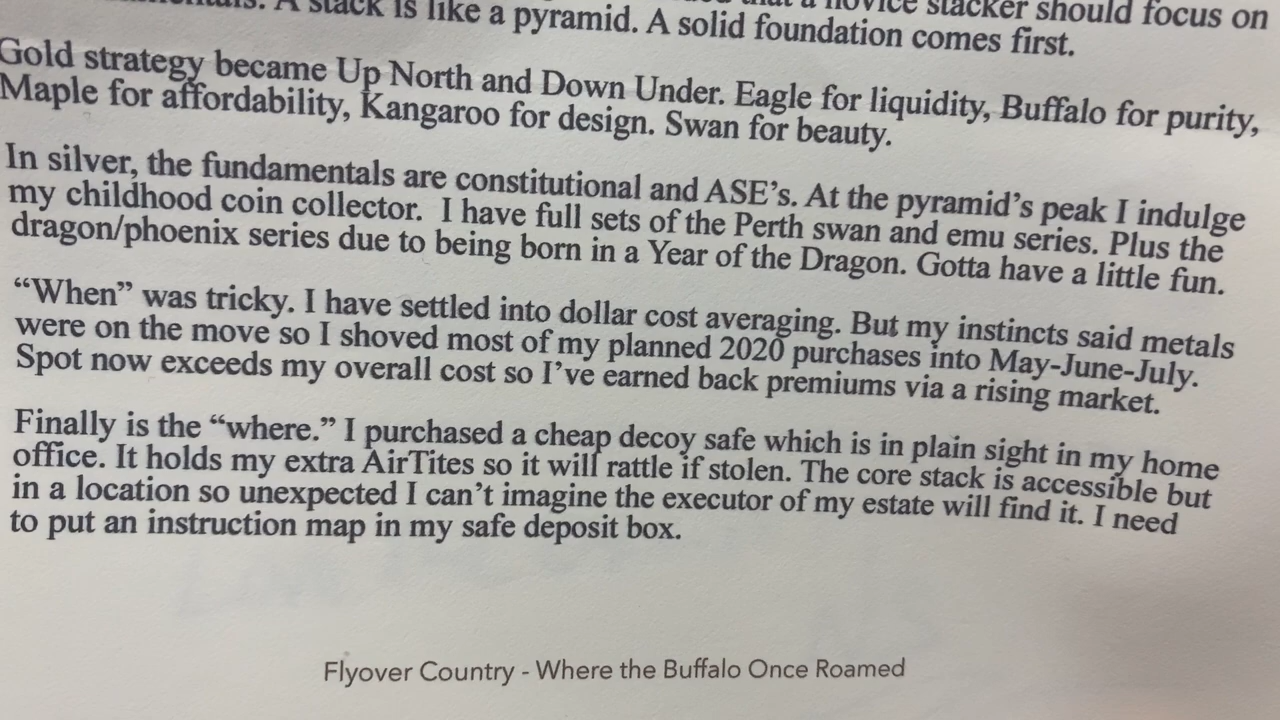 A stack is like a pyramid. A solid foundation comes first. a novice stacker should focus on
Gold strategy became Up North and Down Under. Eagle for liquidity, Buffalo for purity,
Maple for affordability, Kangaroo for design. Swan for beauty.
In silver, the fundamentals are constitutional and ASE's. At the pyramid's peak I indulge
my childhood coin collector.  I have full sets of the Perth swan and emu series. Plus the
dragon/phoenix series due to being born in a Year of the Dragon. Gotta have a little fun.
“When” was tricky. I have settled into dollar cost averaging. But my instincts said metals
were on the move so I shoved most of my planned 2020 purchases into May-June-July.
Spot now exceeds my overall cost so I’ve earned back premiums via a rising market.
Finally is the “where.” I purchased a cheap decoy safe which is in plain sight in my home
office. It holds my extra AirTites so it will rattle if stolen. The core stack is accessible but
in a location so unexpected I can’t imagine the executor of my estate will find it. I need
to put an instruction map in my safe deposit box.
Flyover Country - Where the Buffalo Once Roamed